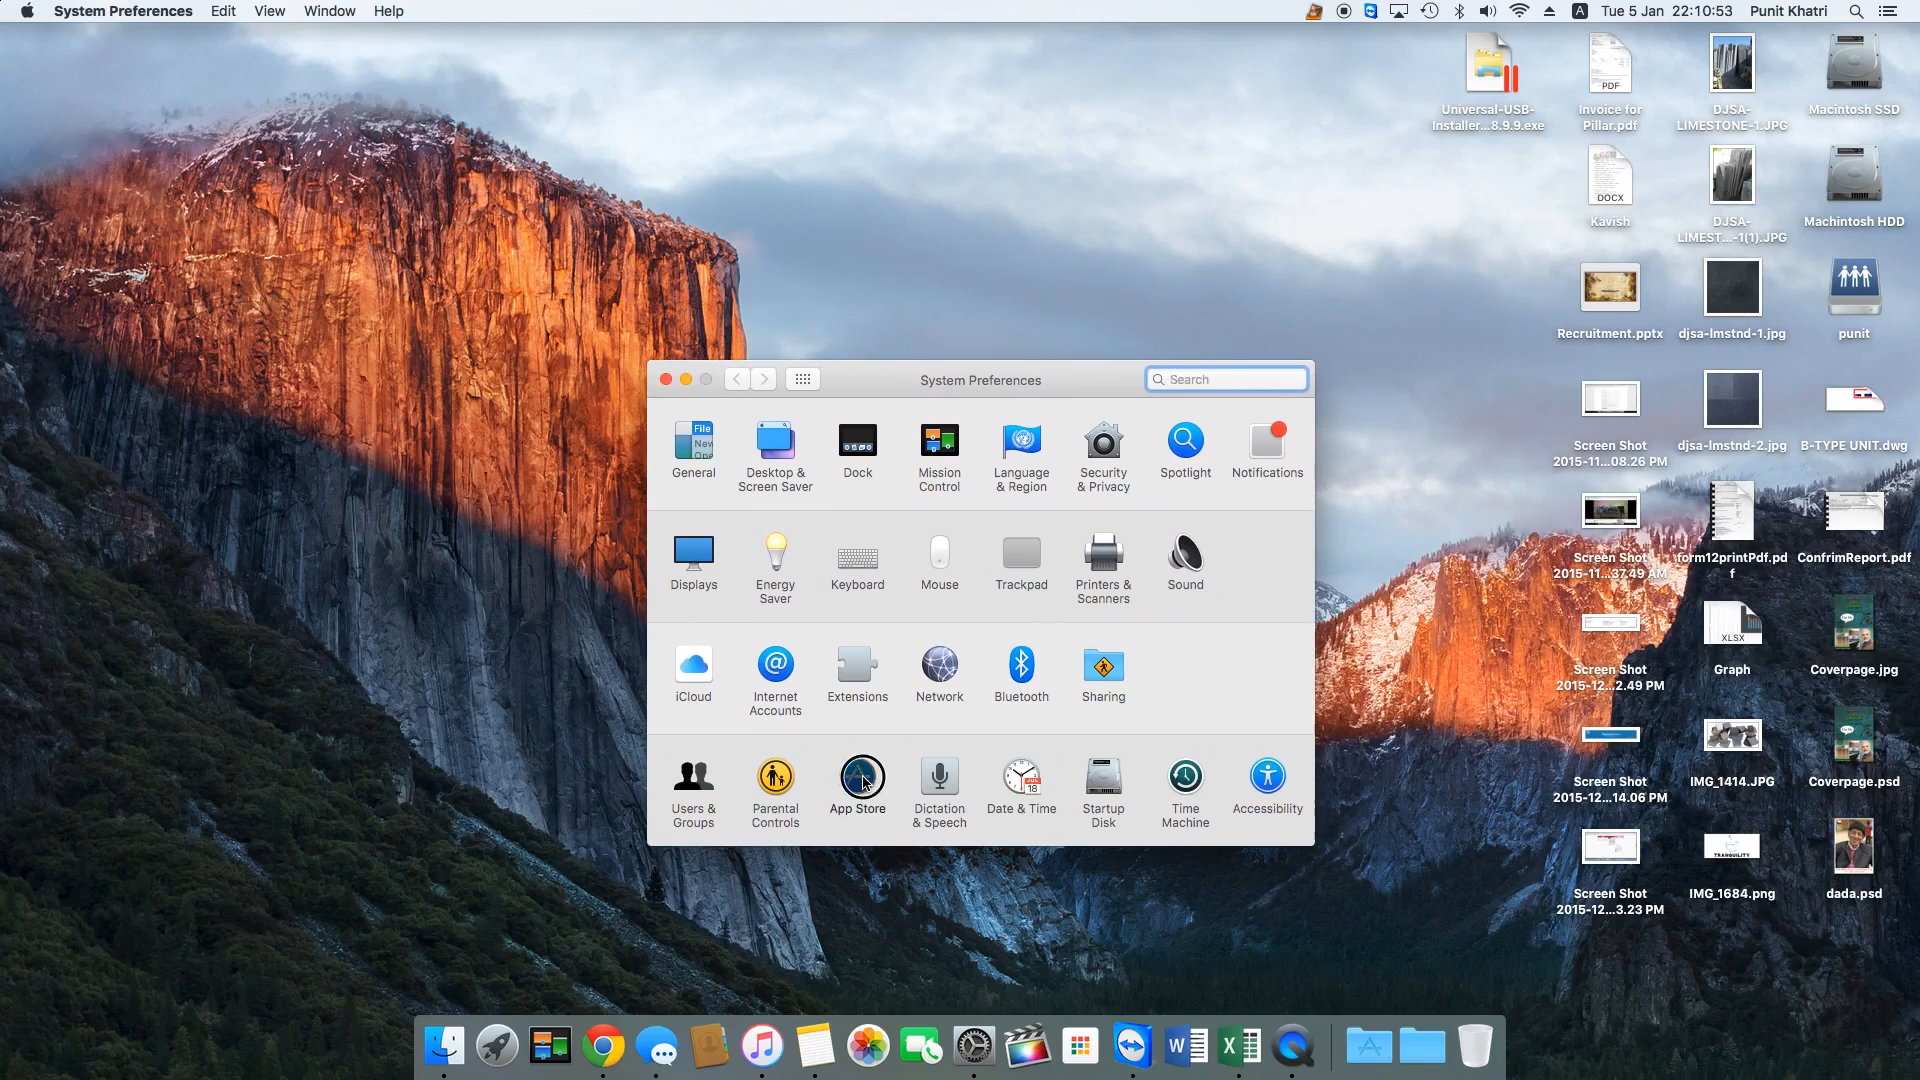 System Preferences Edit View Window Help
A Tue 5 Jan 22:10:53 Punit Khatri
Universal-USB-
Installer...8.9.9.exe
PDF
Invoice for
Pillar.pdf
DJSA-
LIMESTONE-1.JPG
Macintosh SSD
DOCX
Kavish
DJSA-
LIMEST...-1(1).JPG
Machintosh HDD
Recruitment.pptx
djsa-lmstnd-1.jpg
punit
Screen Shot
2015-11...08.26 PM
djsa-lmstnd-2.jpg
B-TYPE UNIT.dwg
Screen Shot
2015-11...37.49 AM
form12printPdf.pd
f
ConfrimReport.pdf
Screen Shot
2015-12...2.49 PM
XLSX
Graph
Coverpage.jpg
Screen Shot
2015-12...14.06 PM
IMG_1414.JPG
Coverpage.psd
Screen Shot
2015-12...3.23 PM
TRANQUILITY
IMG_1684.png
dada.psd
System Preferences
Search
File
New
Ope
General
Desktop &
Screen Saver
Dock
Mission
Control
Language
& Region
Security
& Privacy
Spotlight
Notifications
Displays
Energy
Saver
Keyboard
Mouse
Trackpad
Printers &
Scanners
Sound
iCloud
@
Internet
Accounts
Extensions
Network
Bluetooth
Sharing
Users &
Groups
Parental
Controls
App Store
Dictation
& Speech
JUL
18
Date & Time
Startup
Disk
Time
Machine
Accessibility
W
X